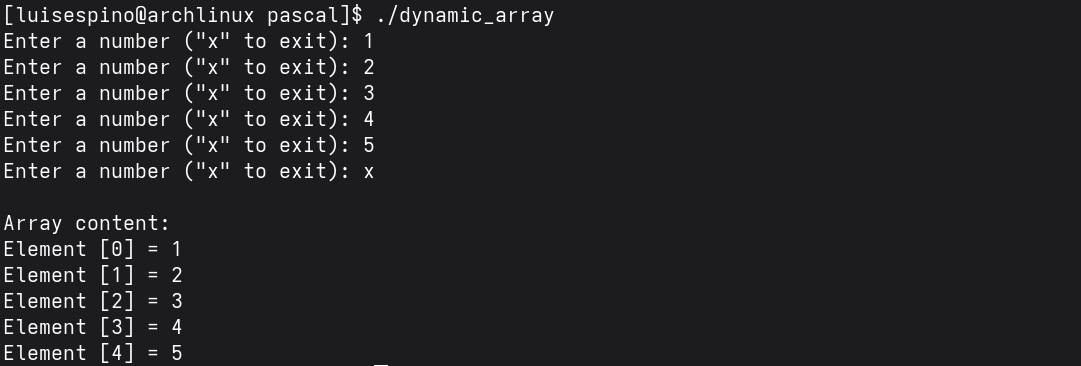 [luisespino@archlinux pascal]$ ./dynamic_array
Enter a number ("x" to exit): 1
Enter a number ("x" to exit): 2
Enter a number ("x" to exit): 3
Enter a number ("x" to exit): 4
Enter a number ("x" to exit): 5
Enter a number ("x" to exit): x
Array content:
Element [0] = 1
Element [1] = 2
Element [2] = 3
Element [3] = 4
Element [4] = 5